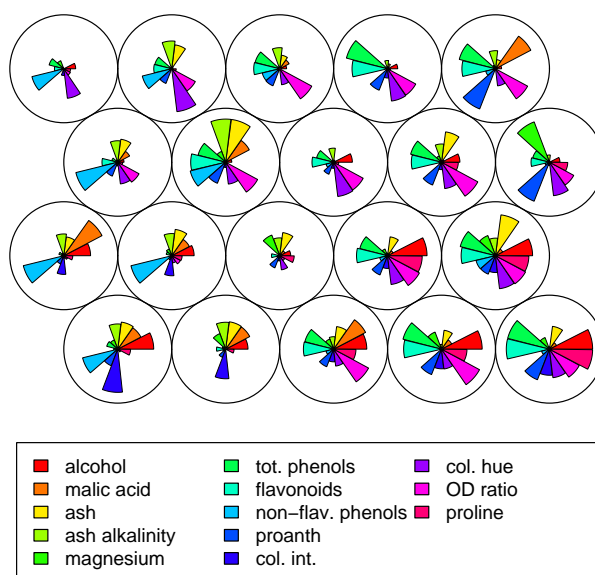 alcohol
malic acid
ash
ash alkalinity
magnesium
tot. phenols
flavonoids
non−flav. phenols
proanth
col. int.
col. hue
OD ratio
proline